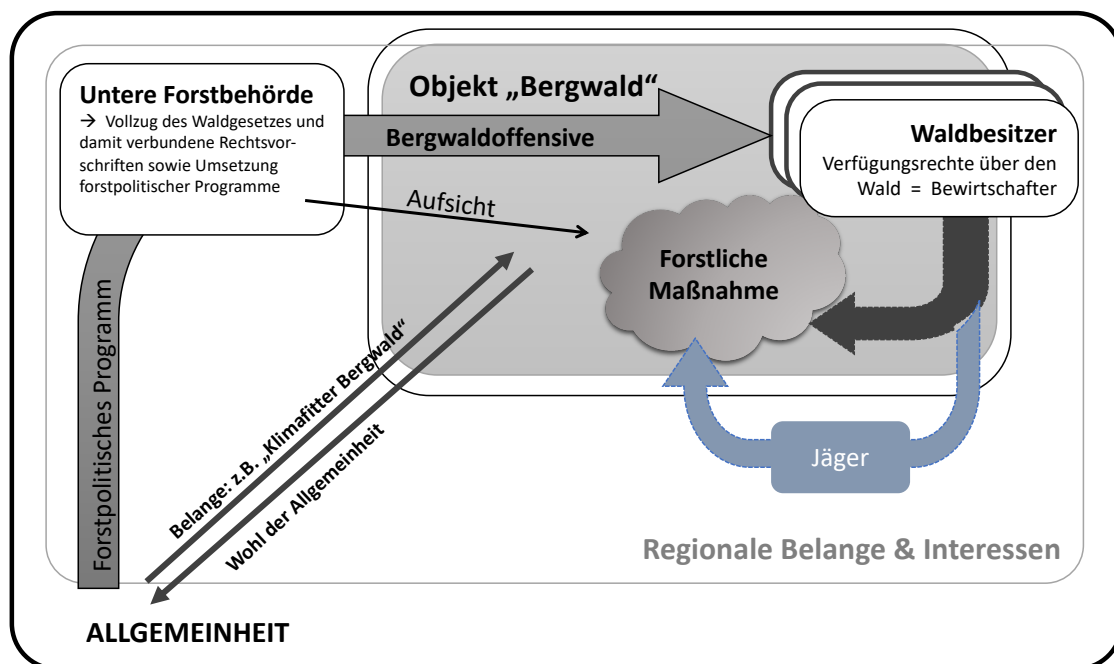 Untere Forstbehörde
→ Vollzug des Waldgesetzes und
damit verbundene Rechtsvor-
schriften sowie Umsetzung
forstpolitischer Programme
Objekt „Bergwald“
Bergwaldoffensive
Waldbesitzer
Verfügungsrechte über den
Wald = Bewirtschafter
Aufsicht
Forstliche
Maßnahme
Forstpolitisches Programm
Belange: z.B. „Klimafitter Bergwald“
Wohl der Allgemeinheit
Jäger
Regionale Belange & Interessen
ALLGEMEINHEIT